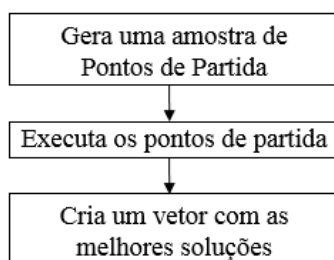 Gera uma amostra de
Pontos de Partida
Executa os pontos de partida
Cria um vetor com as
melhores soluções